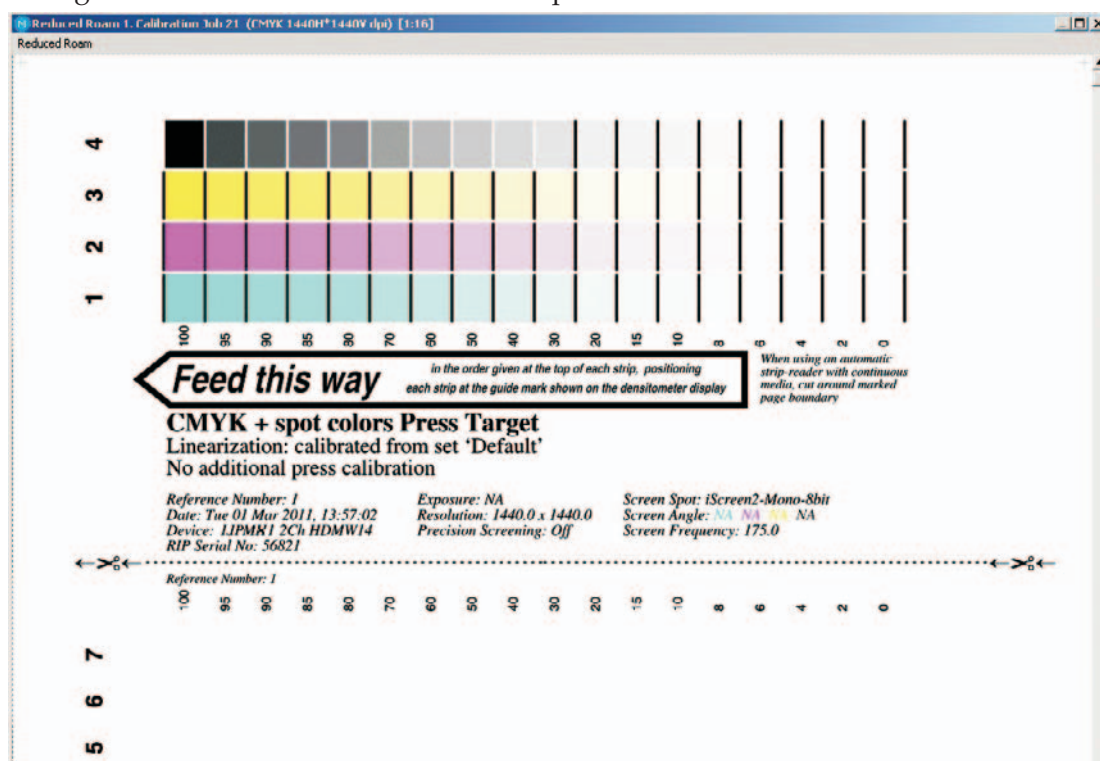 Reduced Roam 1. Calibration Job 21 (CMYK 1440H*1440V dpi) [1:16]
Reduced Roam
4
3
2
1
100 95 90 85 80 70 60 50 40 30 20 15 10 8 6 4 2 0
Feed this way
in the order given at the top of each strip, positioning
each strip at the guide mark shown on the densitometer display
When using an automatic
strip-reader with continuous
media, cut around marked
page boundary
CMYK + spot colors Press Target
Linearization: calibrated from set ‘Default’
No additional press calibration
Reference Number: 1
Date: Tue 01 Mar 2011, 13:57:02
RIP Serial No: 56821
Exposure: NA
Resolution: 1440.0 x 1440.0
Precision Screening: Off
Screen Spot: iScreen2-Mono-8bit
Screen Angle: NA NA NA NA
Screen Frequency: 175.0
Reference Number: 1
100 95 90 85 80 70 60 50 40 30 20 15 10 8 6 4 2 0
7
6
5